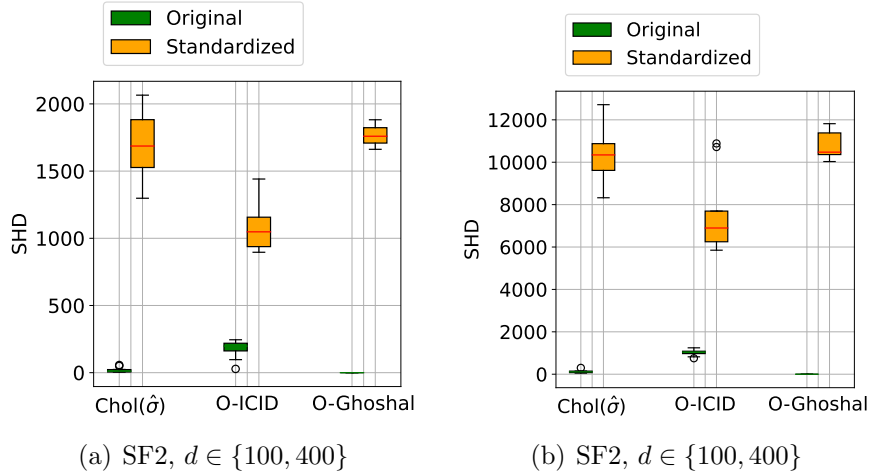 Original
Standardized
2000
1500
1000
500
0
SHD
Chol(σ̂)
O-ICID
O-Ghoshal
(a) SF2, d ∈ {100, 400}
Original
Standardized
12000
10000
8000
6000
4000
2000
0
SHD
Chol(σ̂)
O-ICID
O-Ghoshal
(b) SF2, d ∈ {100, 400}